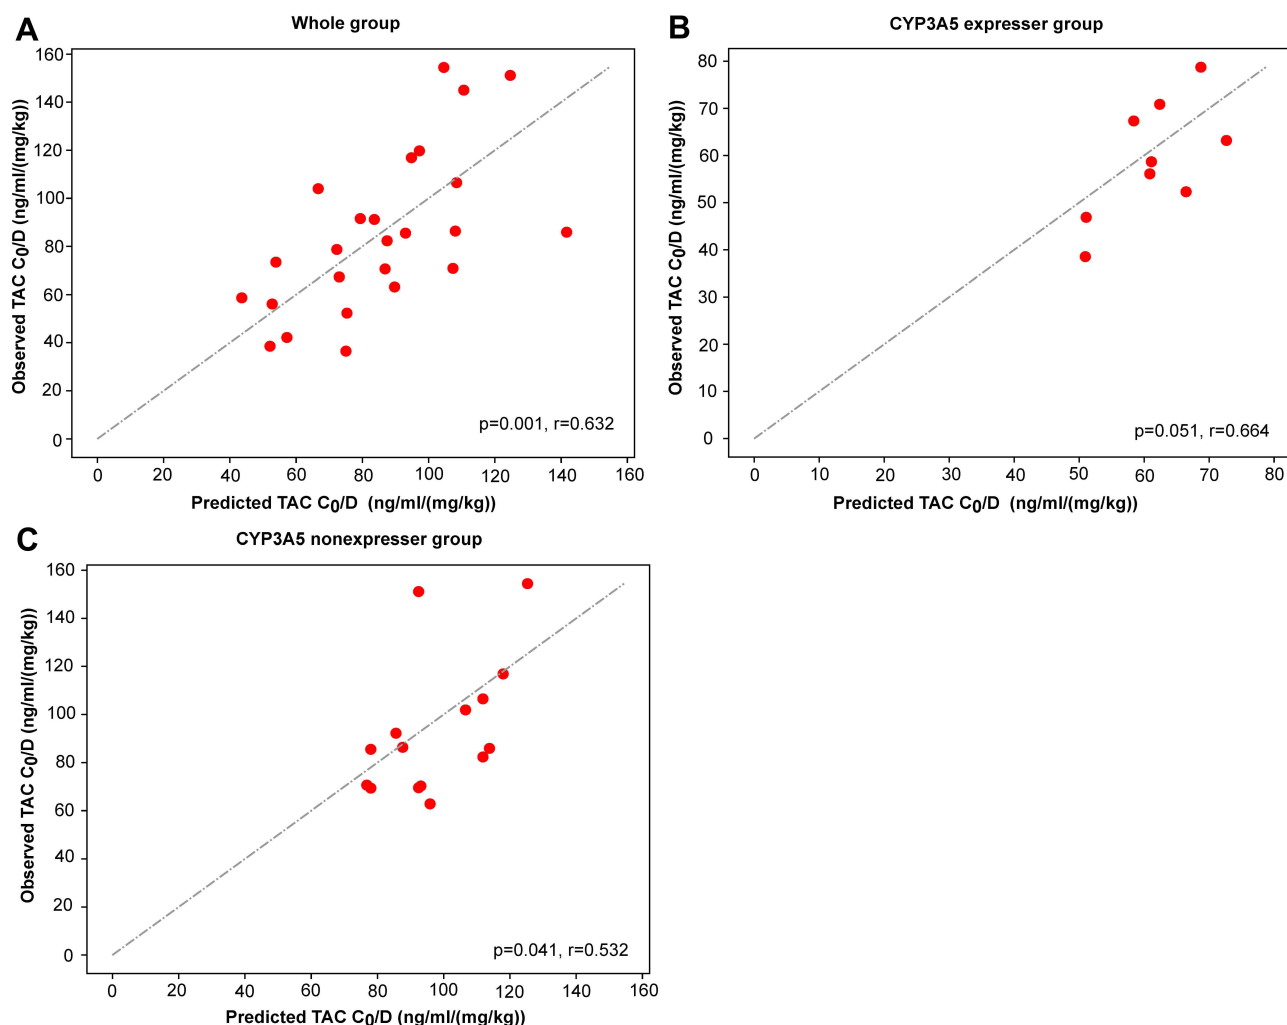 A
Whole group
160
140
120
100
80
60
40
20
0
Observed TAC C0/D (ng/ml/(mg/kg))
p=0.001, r=0.632
0 20 40 60 80 100 120 140 160
Predicted TAC C0/D (ng/ml/(mg/kg))
B
CYP3A5 expresser group
80
70
60
50
40
30
20
10
0
Observed TAC C0/D (ng/ml/(mg/kg))
p=0.051, r=0.664
0 10 20 30 40 50 60 70 80
Predicted TAC C0/D (ng/ml/(mg/kg))
C
CYP3A5 nonexpresser group
160
140
120
100
80
60
40
20
0
Observed TAC C0/D (ng/ml/(mg/kg))
p=0.041, r=0.532
0 20 40 60 80 100 120 140 160
Predicted TAC C0/D (ng/ml/(mg/kg))